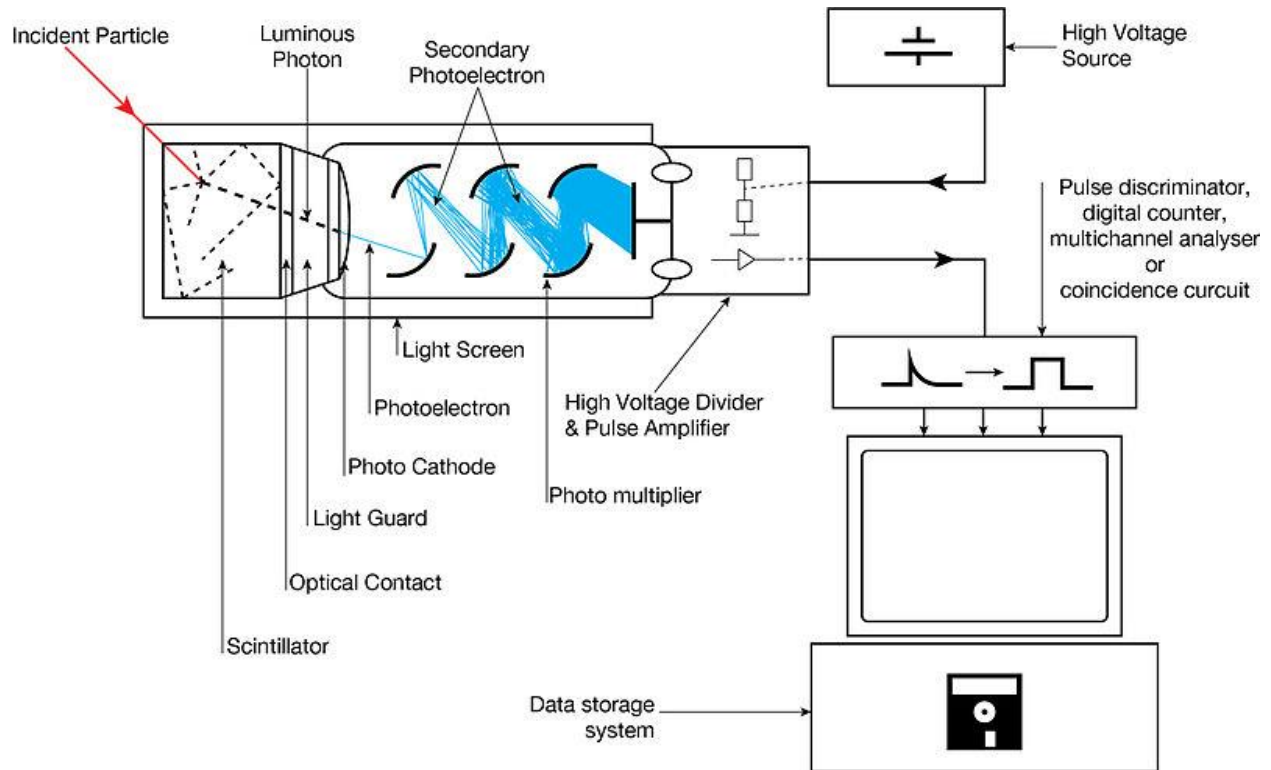 Incident Particle
Luminous
Photon
Secondary
Photoelectron
High Voltage
Source
Pulse discriminator,
digital counter,
multichannel analyser
or
coincidence curcuit
Light Screen
Photoelectron
High Voltage Divider
& Pulse Amplifier
Photo Cathode
Photo multiplier
Light Guard
Optical Contact
Scintillator
Data storage
system